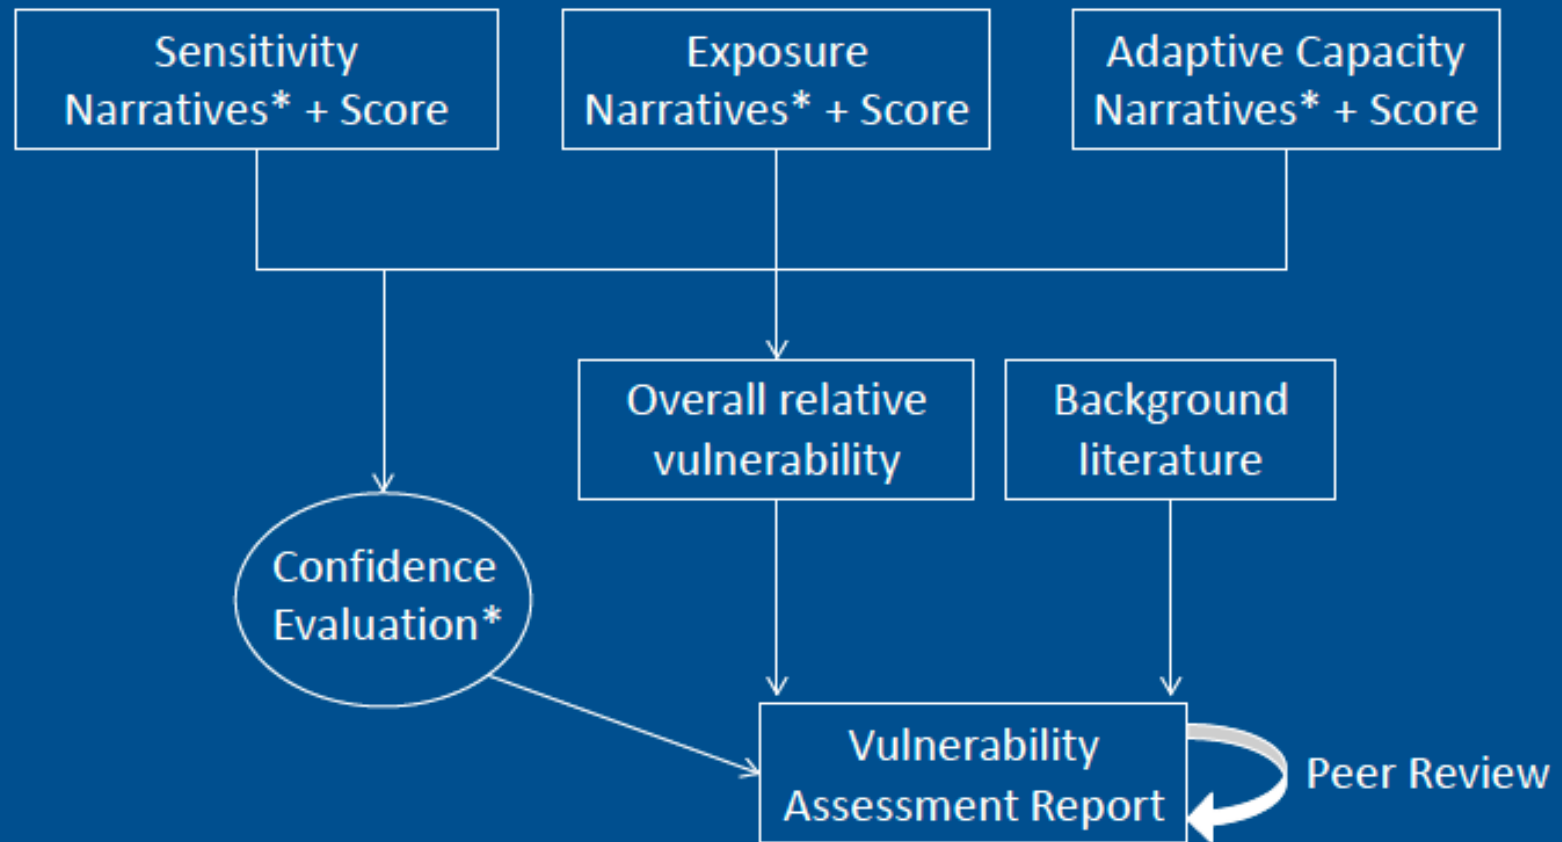 Sensitivity
Narratives* + Score
Exposure
Narratives* + Score
Adaptive Capacity
Narratives* + Score
Overall relative
vulnerability
Background
literature
Confidence
Evaluation*
Vulnerability
Assessment Report
Peer Review